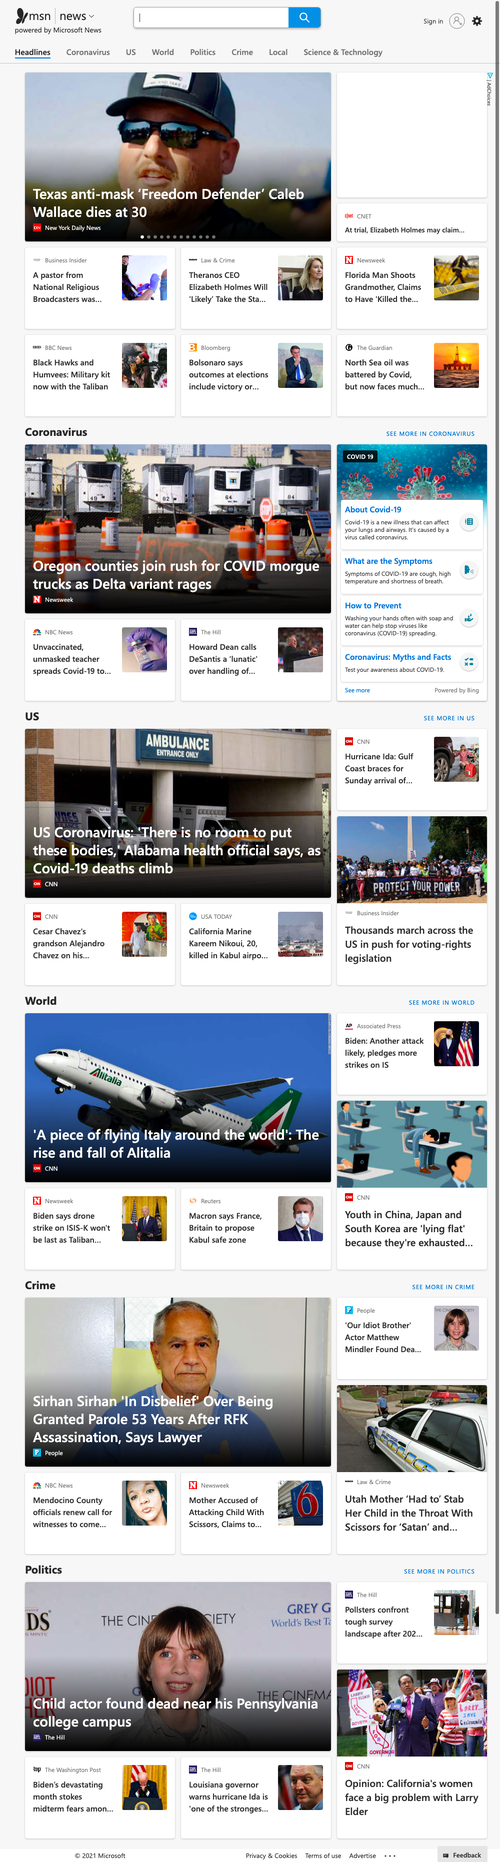 msn | news
powered by Microsoft News
Sign in
Headlines Coronavirus US World Politics Crime Local Science & Technology
AdChoices
Texas anti-mask 'Freedom Defender' Caleb
Wallace dies at 30
New York Daily News
CNET
At trial, Elizabeth Holmes may claim...
Business Insider
A pastor from
National Religious
Broadcasters was...
Law & Crime
Theranos CEO
Elizabeth Holmes Will
'Likely' Take the Sta...
Newsweek
Florida Man Shoots
Grandmother, Claims
to Have 'Killed the...
BBC News
Black Hawks and
Humvees: Military kit
now with the Taliban
Bloomberg
Bolsonaro says
outcomes at elections
include victory or...
The Guardian
North Sea oil was
battered by Covid,
but now faces much...
Coronavirus
SEE MORE IN CORONAVIRUS
Oregon counties join rush for COVID morgue
trucks as Delta variant rages
Newsweek
COVID 19
About Covid-19
Covid-19 is a new illness that can affect
your lungs and airways. It's caused by a
virus called coronavirus.
What are the Symptoms
Symptoms of COVID-19 are cough, high
temperature and shortness of breath.
How to Prevent
Washing your hands often with soap and
water can help stop viruses like
coronavirus (COVID-19) spreading.
Coronavirus: Myths and Facts
Test your awareness about COVID-19.
See more
Powered by Bing
NBC News
Unvaccinated,
unmasked teacher
spreads Covid-19 to...
The Hill
Howard Dean calls
DeSantis a 'lunatic'
over handling of...
US
SEE MORE IN US
AMBULANCE
ENTRANCE ONLY
US Coronavirus: 'There is no room to put
these bodies,' Alabama health official says, as
Covid-19 deaths climb
CNN
CNN
Hurricane Ida: Gulf
Coast braces for
Sunday arrival of...
PROTECT YOUR POWER
Business Insider
Thousands march across the
US in push for voting-rights
legislation
CNN
Cesar Chavez's
grandson Alejandro
Chavez on his...
USA TODAY
California Marine
Kareem Nikoui, 20,
killed in Kabul airpo...
World
SEE MORE IN WORLD
Alitalia
'A piece of flying Italy around the world': The
rise and fall of Alitalia
CNN
AP Associated Press
Biden: Another attack
likely, pledges more
strikes on IS
CNN
Youth in China, Japan and
South Korea are 'lying flat'
because they're exhausted...
Newsweek
Biden says drone
strike on ISIS-K won't
be last as Taliban...
Reuters
Macron says France,
Britain to propose
Kabul safe zone
Crime
SEE MORE IN CRIME
Sirhan Sirhan 'In Disbelief' Over Being
Granted Parole 53 Years After RFK
Assassination, Says Lawyer
People
People
'Our Idiot Brother'
Actor Matthew
Mindler Found Dea...
Law & Crime
Utah Mother 'Had to' Stab
Her Child in the Throat With
Scissors for 'Satan' and...
NBC News
Mendocino County
officials renew call for
witnesses to come...
Newsweek
Mother Accused of
Attacking Child With
Scissors, Claims to...
6
Politics
SEE MORE IN POLITICS
THE CINEMA SOCIETY
GREY G
World's Best Ta
THE CINEMA
Child actor found dead near his Pennsylvania
college campus
The Hill
The Hill
Pollsters confront
tough survey
landscape after 202...
CNN
Opinion: California's women
face a big problem with Larry
Elder
The Washington Post
Biden's devastating
month stokes
midterm fears amon...
The Hill
Louisiana governor
warns hurricane Ida is
'one of the stronges...
© 2021 Microsoft
Privacy & Cookies Terms of use Advertise ...
Feedback